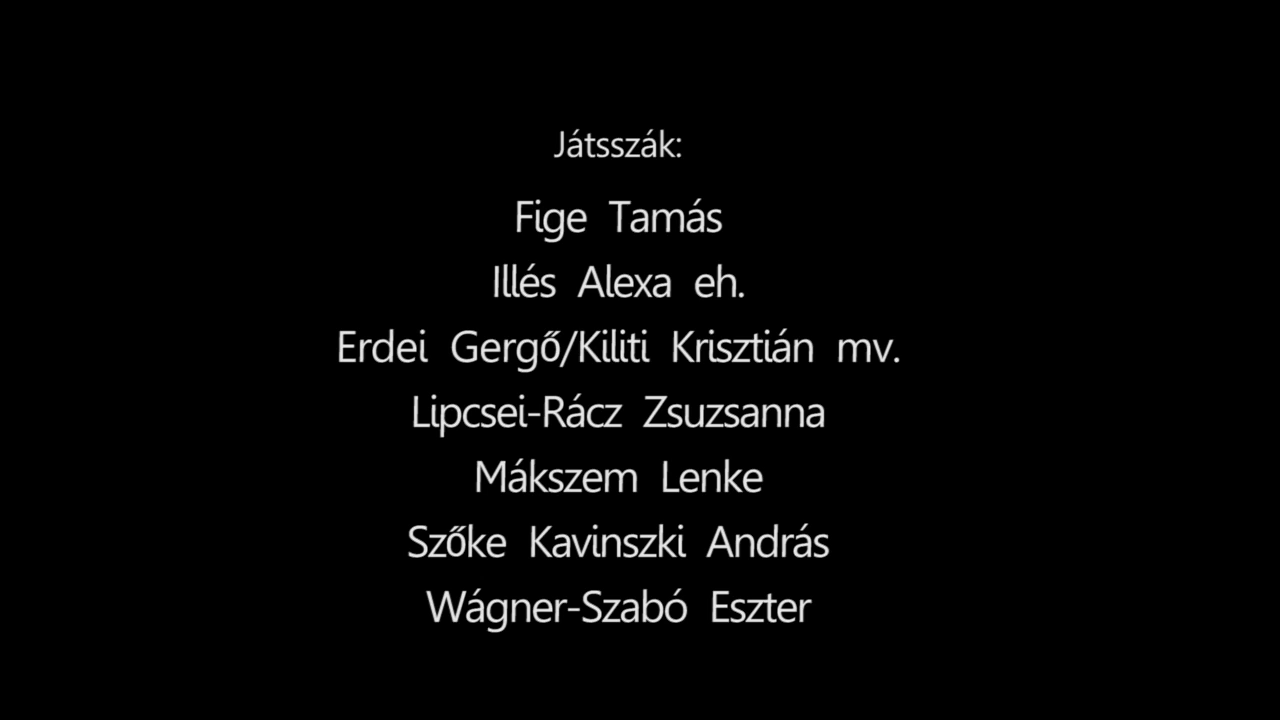 Játsszák:
Fige Tamás
Illés Alexa eh.
Erdei Gergő/Kiliti Krisztián mv.
Lipcsei-Rácz Zsuzsanna
Mákszem Lenke
Szőke Kavinszki András
Wágner-Szabó Eszter